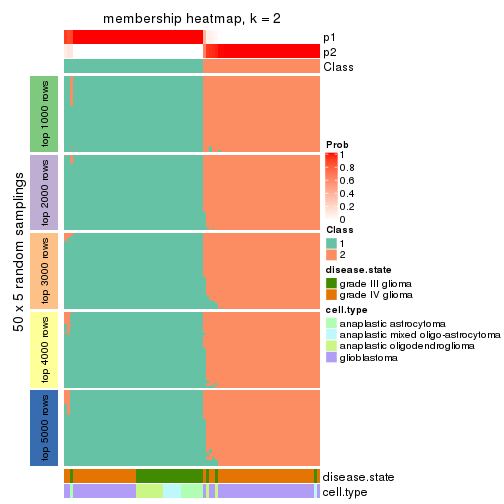 membership heatmap, k = 2
p1
p2
Class
50 x 5 random samplings
top 1000 rows
top 2000 rows
top 3000 rows
top 4000 rows
top 5000 rows
Prob
1
0.8
0.6
0.4
0.2
0
Class
1
2
disease.state
grade III glioma
grade IV glioma
cell.type
anaplastic astrocytoma
anaplastic mixed oligo-astrocytoma
anaplastic oligodendroglioma
glioblastoma
disease.state
cell.type